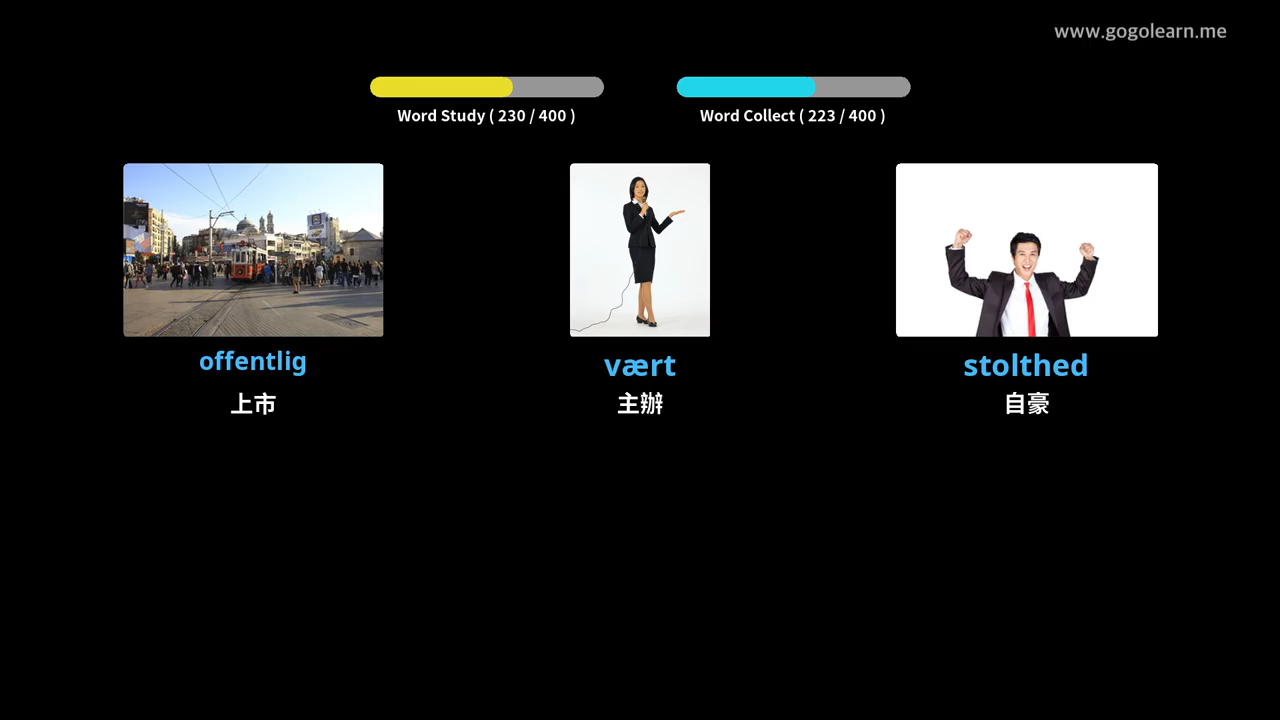 www.gogolearn.me
Word Study ( 230 / 400 )
Word Collect ( 223 / 400 )
offentlig
vært
stolthed
上市
主辦
自豪